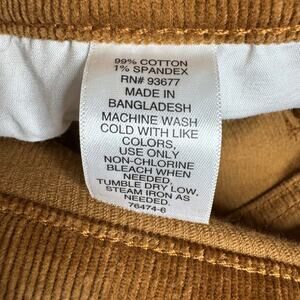 99% COTTON
1% SPANDEX
RN# 93677
MADE IN
BANGLADESH
MACHINE WASH
COLD WITH LIKE
COLORS,
USE ONLY
NON-CHLORINE
BLEACH WHEN
NEEDED.
TUMBLE DRY LOW.
STEAM IRON AS
NEEDED.
76474-6